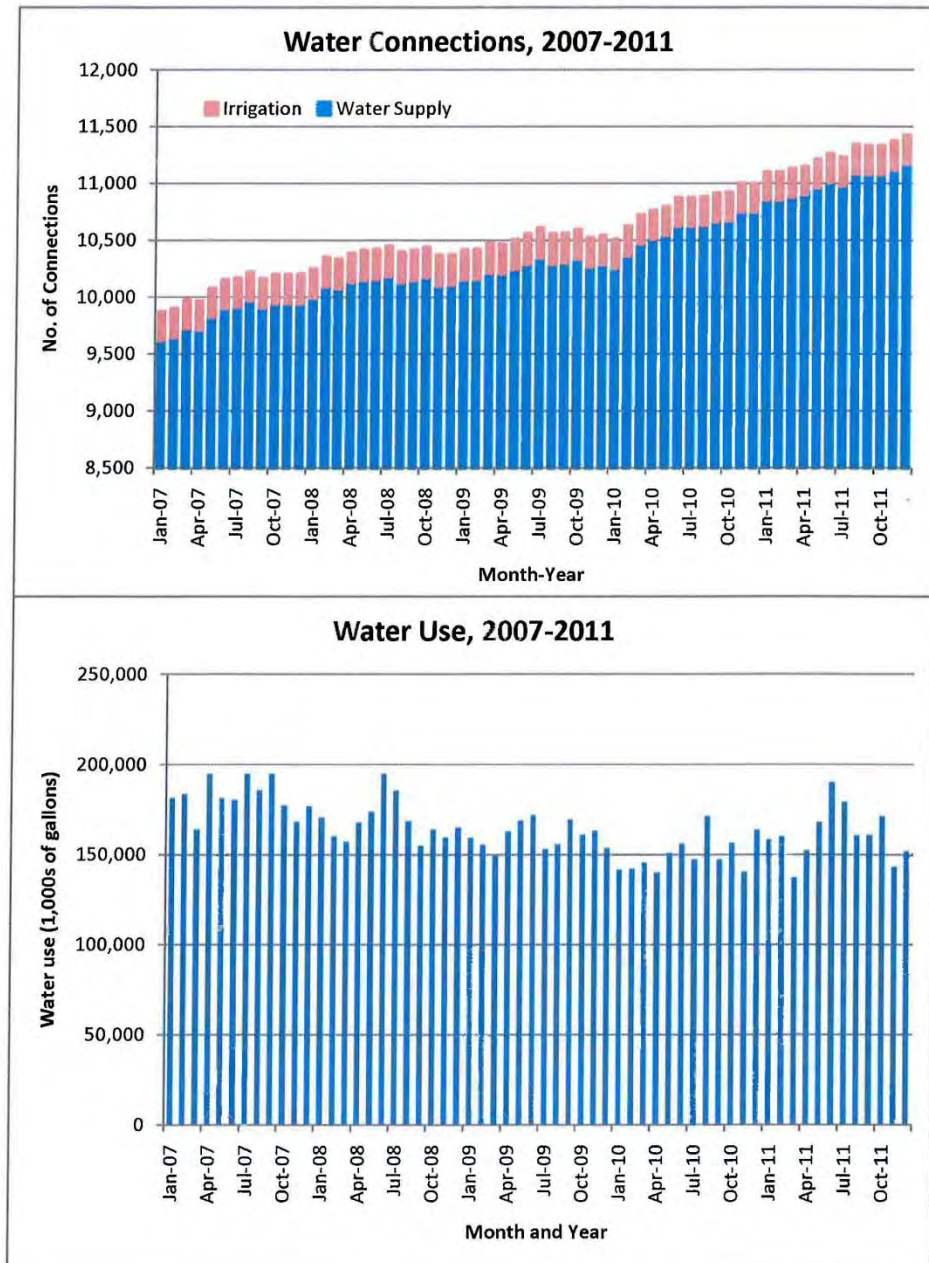 Water Connections, 2007-2011
12,000
11,500
11,000
10,500
10,000
9,500
9,000
8,500
No. of Connections
Irrigation Water Supply
Jan-07 Apr-07 Jul-07 Oct-07 Jan-08 Apr-08 Jul-08 Oct-08 Jan-09 Apr-09 Jul-09 Oct-09 Jan-10 Apr-10 Jul-10 Oct-10 Jan-11 Apr-11 Jul-11 Oct-11
Month-Year
Water Use, 2007-2011
250,000
200,000
150,000
100,000
50,000
0
Water use (1,000s of gallons)
Jan-07 Apr-07 Jul-07 Oct-07 Jan-08 Apr-08 Jul-08 Oct-08 Jan-09 Apr-09 Jul-09 Oct-09 Jan-10 Apr-10 Jul-10 Oct-10 Jan-11 Apr-11 Jul-11 Oct-11
Month and Year